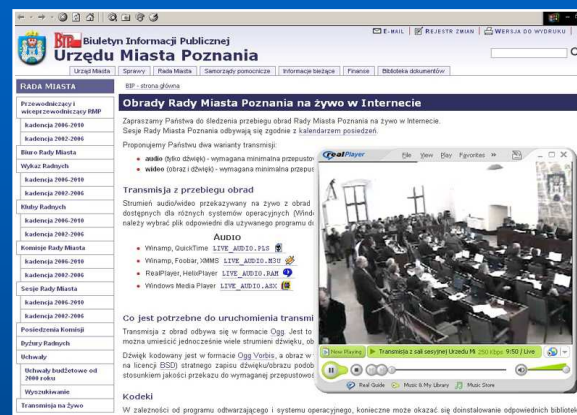 E-MAIL REJESTR ZMIAN WERSJA DO WYDRUKU
BIP Biuletyn Informacji Publicznej
Urzędu Miasta Poznania
Urząd Miasta Sprawy Rada Miasta Samorządy pomocnicze Informacje bieżące Finanse Biblioteka dokumentów
RADA MIASTA
Przewodniczący i
wiceprzewodniczący RMP
kadencja 2006-2010
kadencja 2002-2006
Biuro Rady Miasta
Wykaz Radnych
kadencja 2006-2010
kadencja 2002-2006
Kluby Radnych
kadencja 2006-2010
kadencja 2002-2006
Komisje Rady Miasta
kadencja 2006-2010
kadencja 2002-2006
Sesje Rady Miasta
kadencja 2006-2010
kadencja 2002-2006
Posiedzenia Komisji
Dyżury Radnych
Uchwały
Uchwały budżetowe od
2000 roku
Wyszukiwanie
Transmisja na żywo
BIP - strona główna
Obrady Rady Miasta Poznania na żywo w Internecie
Zapraszamy Państwa do śledzenia przebiegu obrad Rady Miasta Poznania na żywo w Internecie.
Sesje Rady Miasta Poznania odbywają się zgodnie z kalendarzem posiedzeń.
Proponujemy Państwu dwa warianty transmisji:
audio (tylko dźwięk) - wymagana minimalna
wideo (obraz i dźwięk) - wymagana minimalna
Transmisja z przebiegu obrad
Strumień audio/wideo przekazywany na żywo z obrad
dostępnych dla różnych systemów operacyjnych
należy wybrać plik odpowiedni dla używanego programu
AUDIO
Winamp, QuickTime LIVE_AUDIO.PLS
Winamp, Foobar, XMMS LIVE_AUDIO.M3U
RealPlayer, HelixPlayer LIVE_AUDIO.RAM
Windows Media Player LIVE_AUDIO.ASX
Co jest potrzebne do uruchomienia transmi
Transmisja z obrad odbywa się w formacie Ogg. Jest to
można umieścić jednocześnie wiele strumieni dźwięku,
Dźwięk kodowany jest w formacie Ogg Vorbis, a obraz w
na licencji BSD) stratnego zapisu dźwięku/obrazu
stosunkiem jakości przekazu do wymaganej
Kodeki
W zależności od programu odtwarzającego i systemu operacyjnego, konieczne może okazać się doinstalowanie odpowiednich
RealPlayer File View Play Favorites
Now Playing Transmisja z sali sesyjnej Urzędu Mi 250 Kbps 9:50 / Live
Real Guide Music & My Library Music Store